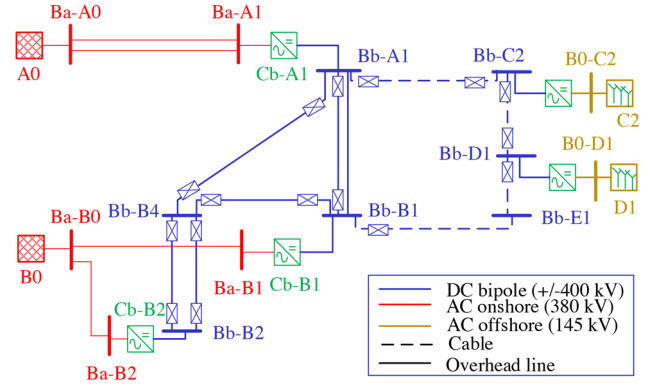 Ba-A0
Ba-A1
A0
Cb-A1
Bb-A1
Bb-C2
B0-C2
C2
Bb-D1
B0-D1
D1
Bb-B4
Bb-B1
Bb-E1
Ba-B0
B0
Ba-B1
Cb-B1
Cb-B2
Bb-B2
Ba-B2
DC bipole (+/-400 kV)
AC onshore (380 kV)
AC offshore (145 kV)
Cable
Overhead line